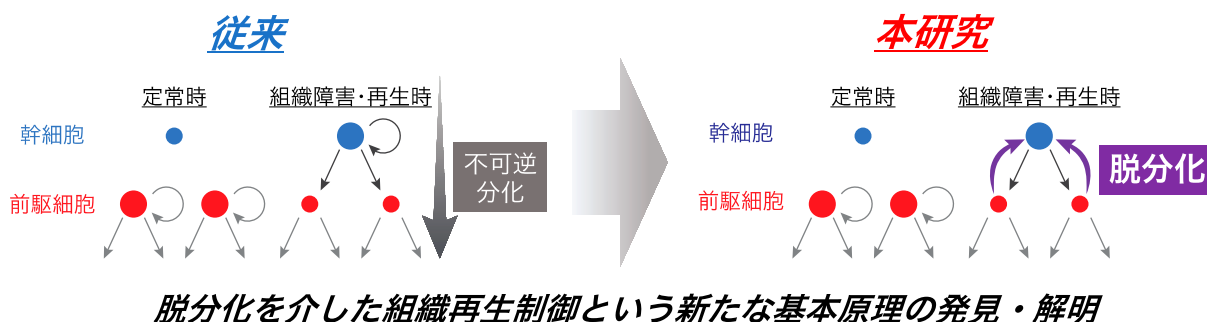 従来
本研究
定常時
組織障害・再生時
定常時
組織障害・再生時
幹細胞
幹細胞
不可逆
分化
脱分化
前駆細胞
前駆細胞
脱分化を介した組織再生制御という新たな基本原理の発見・解明